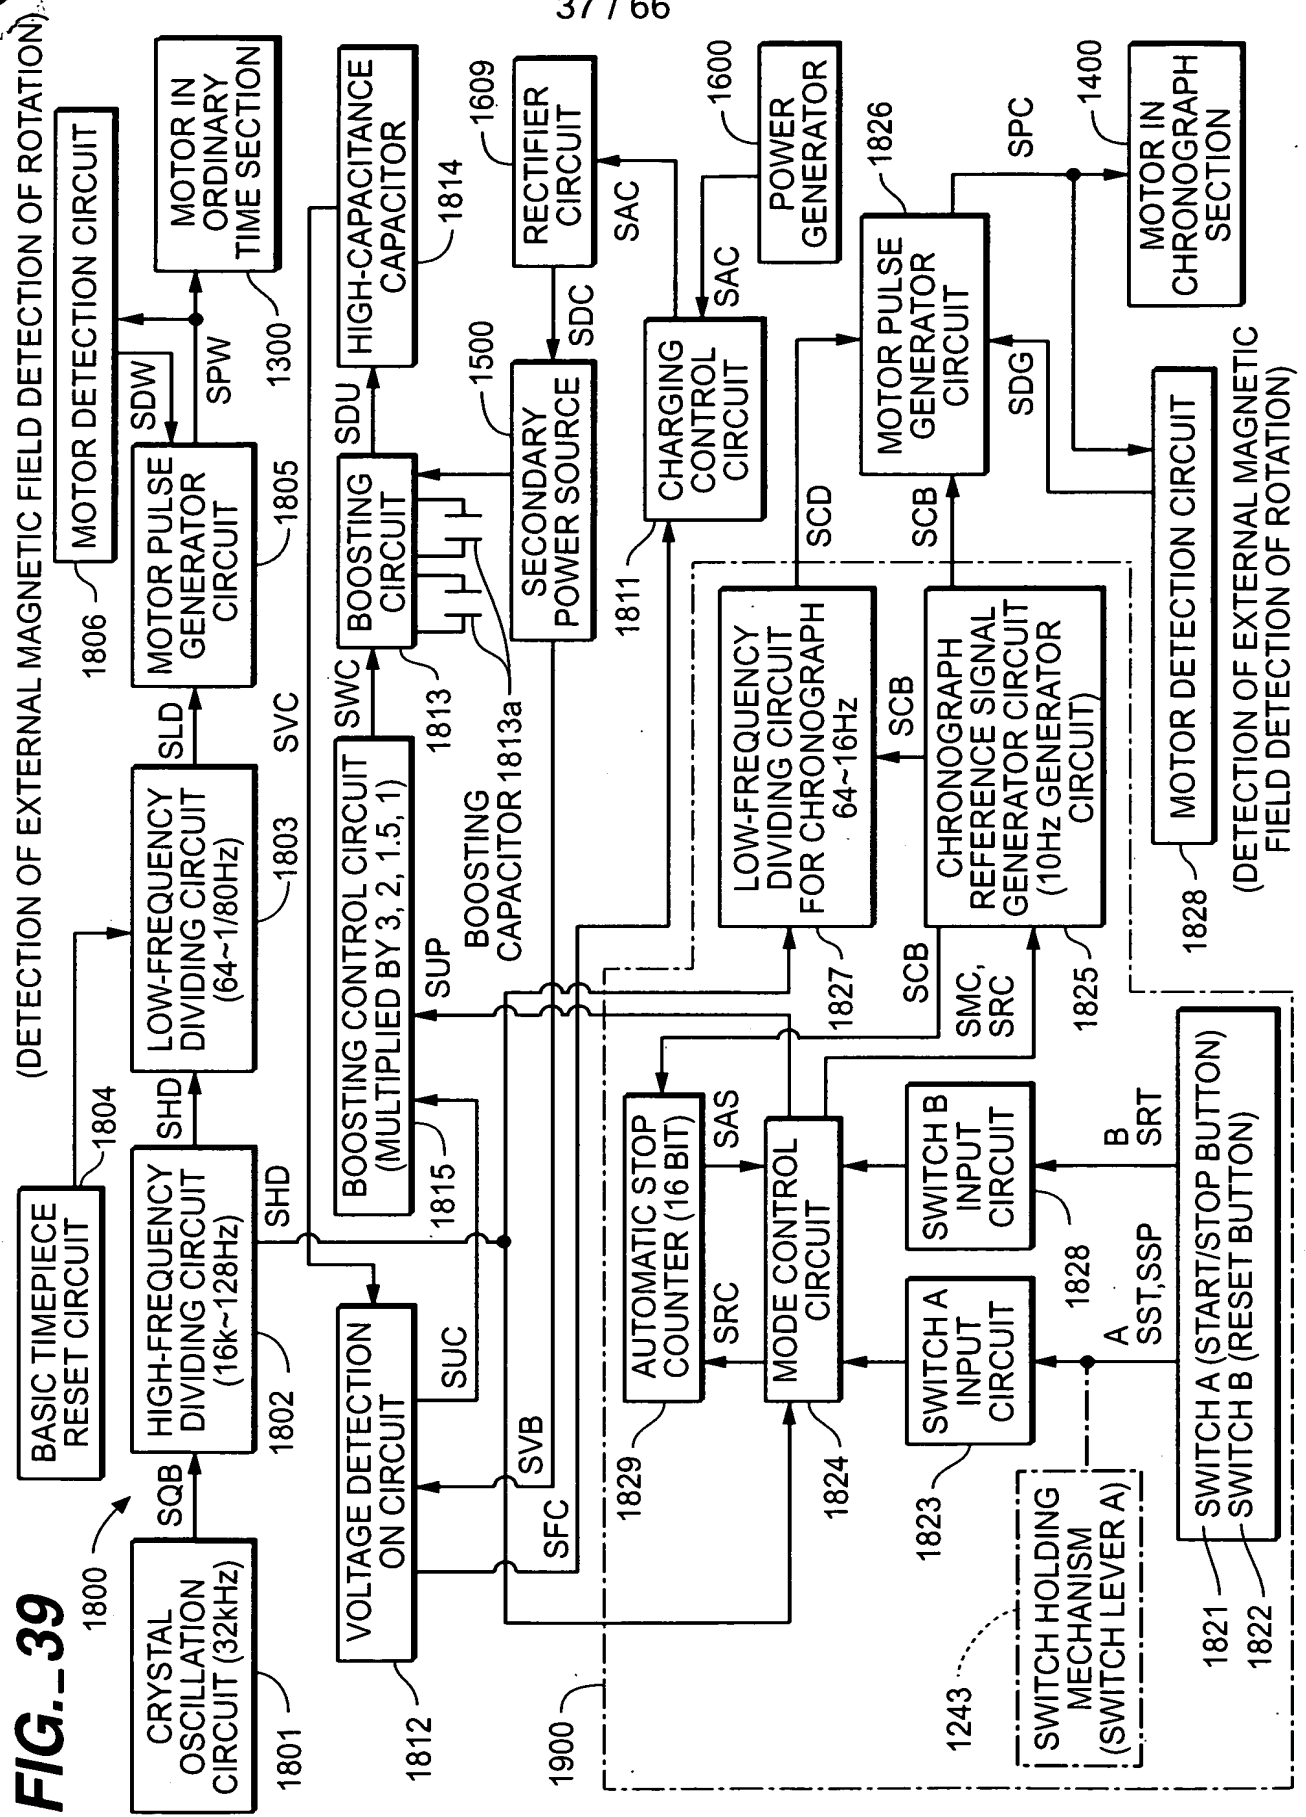 37 / 66
FIG._39
(DETECTION OF EXTERNAL MAGNETIC FIELD DETECTION OF ROTATION)
1800
CRYSTAL
OSCILLATION
CIRCUIT (32kHz)
1801
SQB
BASIC TIMEPIECE
RESET CIRCUIT
1804
HIGH-FREQUENCY
DIVIDING CIRCUIT
(16k~128Hz)
1802
SHD
SHD
LOW-FREQUENCY
DIVIDING CIRCUIT
(64~1/80Hz)
1803
SLD
MOTOR PULSE
GENERATOR
CIRCUIT
1805
MOTOR DETECTION CIRCUIT
1806
SDW
SPW
MOTOR IN
ORDINARY
TIME SECTION
1300
SVC
VOLTAGE DETECTION
ON CIRCUIT
1812
SUC
SVB
SFC
BOOSTING CONTROL CIRCUIT
(MULTIPLIED BY 3, 2, 1.5, 1)
1815
SUP
SWC
BOOSTING
CIRCUIT
1813
BOOSTING
CAPACITOR 1813a
SDU
HIGH-CAPACITANCE
CAPACITOR
1814
SECONDARY
POWER SOURCE
1500
SDC
RECTIFIER
CIRCUIT
1609
SAC
CHARGING
CONTROL
CIRCUIT
1811
SAC
POWER
GENERATOR
1600
1900
AUTOMATIC STOP
COUNTER (16 BIT)
1829
SRC
SAS
MODE CONTROL
CIRCUIT
1824
SWITCH A
INPUT
CIRCUIT
1823
SWITCH B
INPUT
CIRCUIT
1828
A
SST,SSP
B
SRT
SWITCH HOLDING
MECHANISM
(SWITCH LEVER A)
1243
SWITCH A (START/STOP BUTTON)
SWITCH B (RESET BUTTON)
1821
1822
LOW-FREQUENCY
DIVIDING CIRCUIT
FOR CHRONOGRAPH
64~16Hz
1827
SCB
SCB
SMC,
SRC
CHRONOGRAPH
REFERENCE SIGNAL
GENERATOR CIRCUIT
(10Hz GENERATOR
CIRCUIT)
1825
SCD
SCB
MOTOR PULSE
GENERATOR
CIRCUIT
1826
SDG
SPC
MOTOR IN
CHRONOGRAPH
SECTION
1400
MOTOR DETECTION CIRCUIT
1828
(DETECTION OF EXTERNAL MAGNETIC
FIELD DETECTION OF ROTATION)